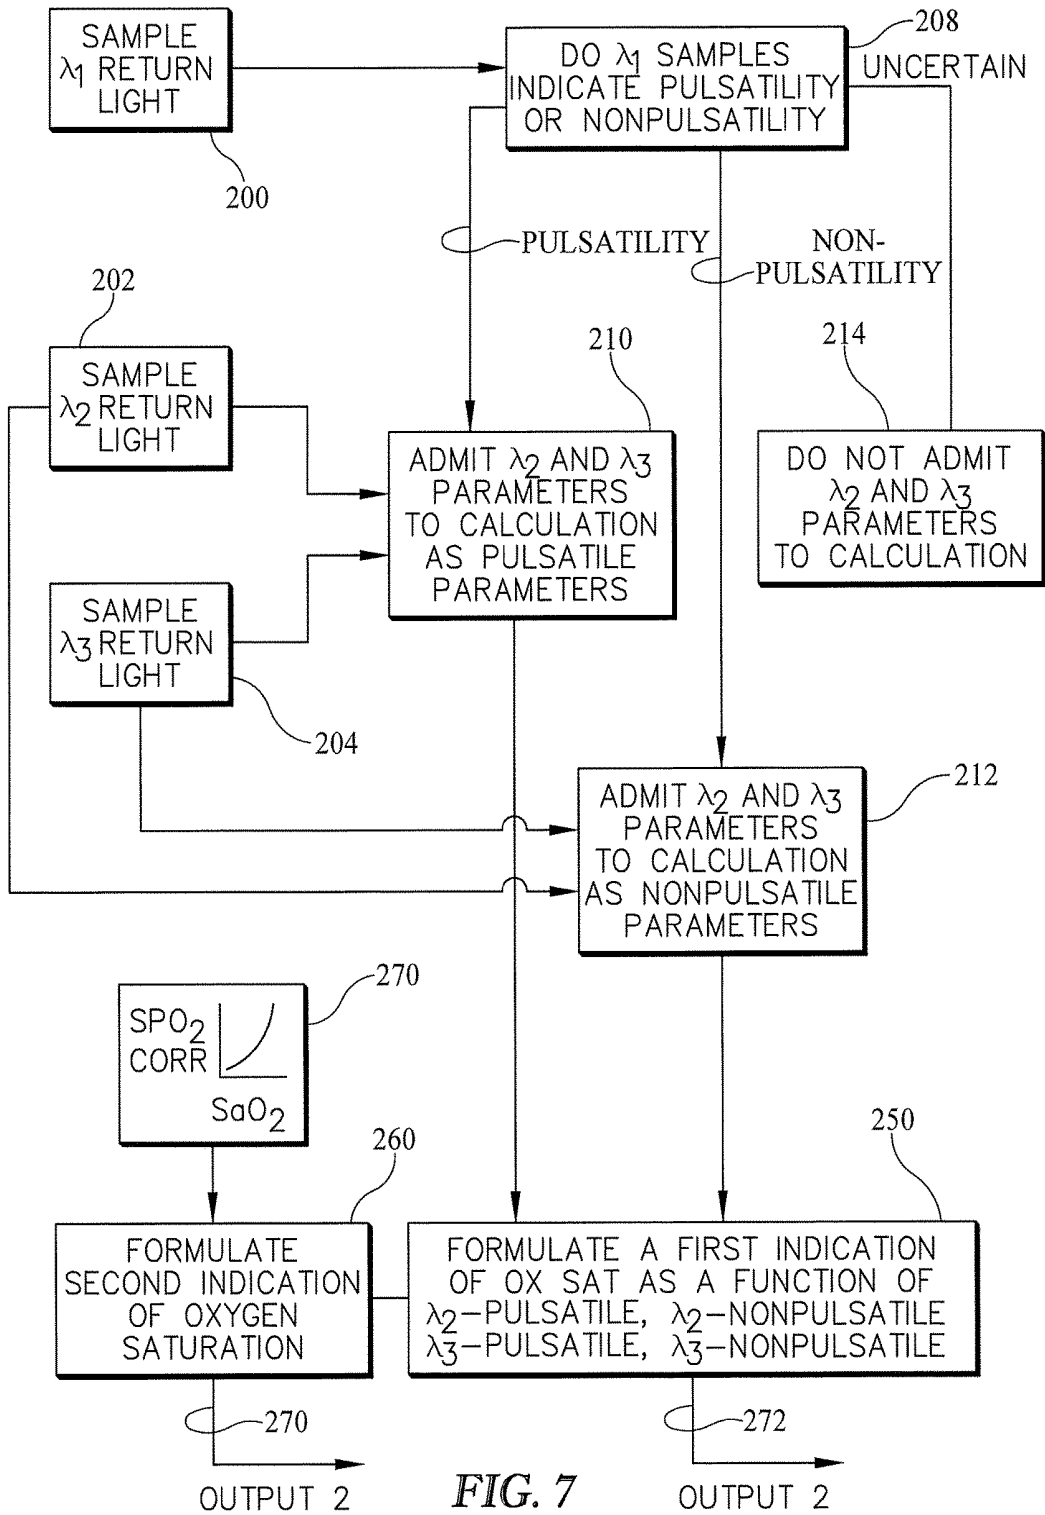 SAMPLE
λ1 RETURN
LIGHT
200
DO λ1 SAMPLES
INDICATE PULSATILITY
OR NONPULSATILITY
208
UNCERTAIN
PULSATILITY
NON-
PULSATILITY
202
SAMPLE
λ2 RETURN
LIGHT
210
ADMIT λ2 AND λ3
PARAMETERS
TO CALCULATION
AS PULSATILE
PARAMETERS
214
DO NOT ADMIT
λ2 AND λ3
PARAMETERS
TO CALCULATION
SAMPLE
λ3 RETURN
LIGHT
204
212
ADMIT λ2 AND λ3
PARAMETERS
TO CALCULATION
AS NONPULSATILE
PARAMETERS
270
SPO2
CORR
SaO2
260
FORMULATE
SECOND INDICATION
OF OXYGEN
SATURATION
250
FORMULATE A FIRST INDICATION
OF OX SAT AS A FUNCTION OF
λ2-PULSATILE, λ2-NONPULSATILE
λ3-PULSATILE, λ3-NONPULSATILE
270
272
OUTPUT 2
FIG. 7
OUTPUT 2